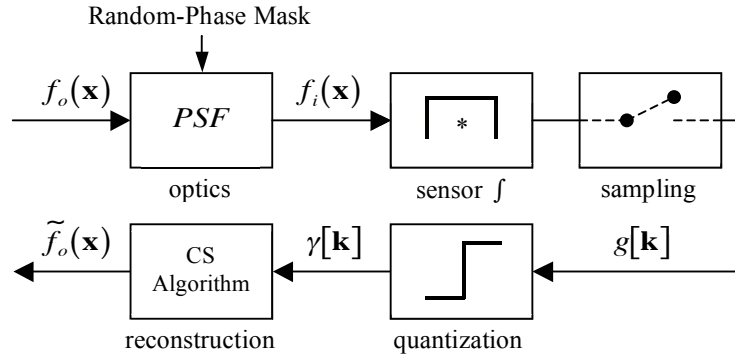 Random-Phase Mask
f_o(x)
PSF
f_i(x)
*
optics
sensor ∫
sampling
f̃_o(x)
CS
Algorithm
γ[k]
g[k]
reconstruction
quantization